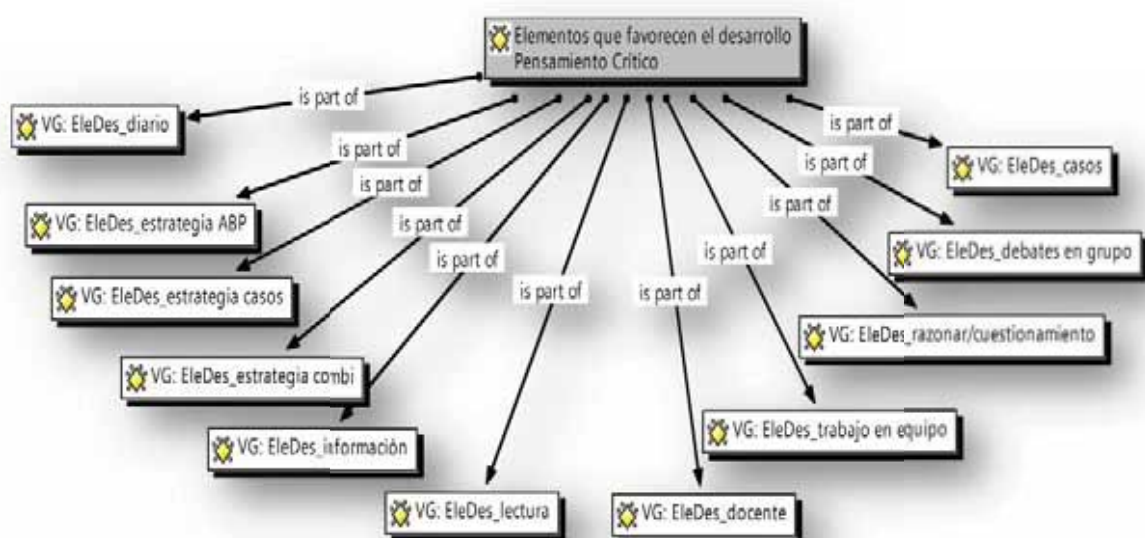 Elementos que favorecen el desarrollo
Pensamiento Crítico
is part of
VG: EleDes_diario
is part of
VG: EleDes_casos
is part of
is part of
is part of
is part of
VG: EleDes_estrategia ABP
is part of
VG: EleDes_debates en grupo
is part of
is part of
VG: EleDes_estrategia casos
is part of
is part of
VG: EleDes_razonar/cuestionamiento
VG: EleDes_estrategia combi
VG: EleDes_trabajo en equipo
VG: EleDes_información
VG: EleDes_lectura
VG: EleDes_docente